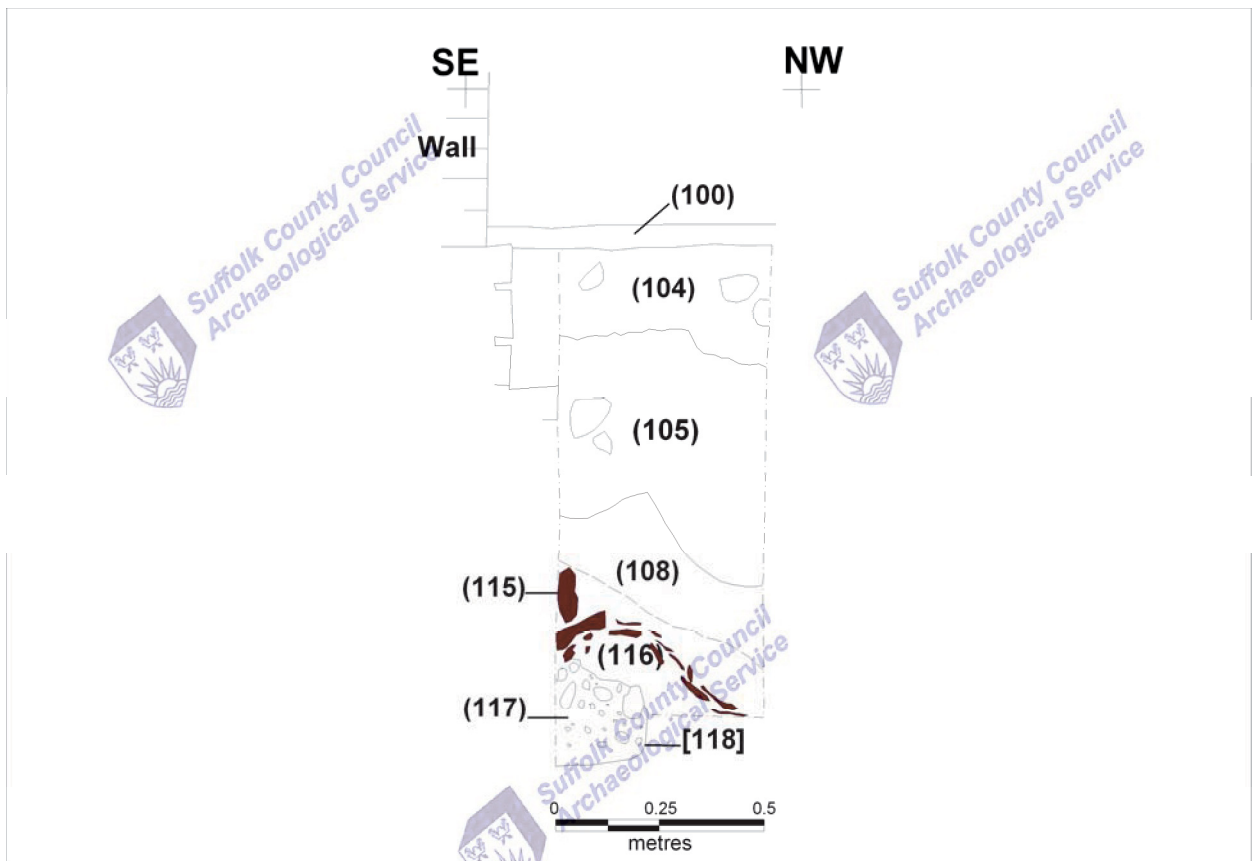 SE NW
Wall
Suffolk County Council
Archaeological Service
Suffolk County Council
Archaeological Service
(100)
(104)
(105)
(108)
(115)
(116)
(117)
[118]
Suffolk County Council
Archaeological Service
0 0.25 0.5
metres